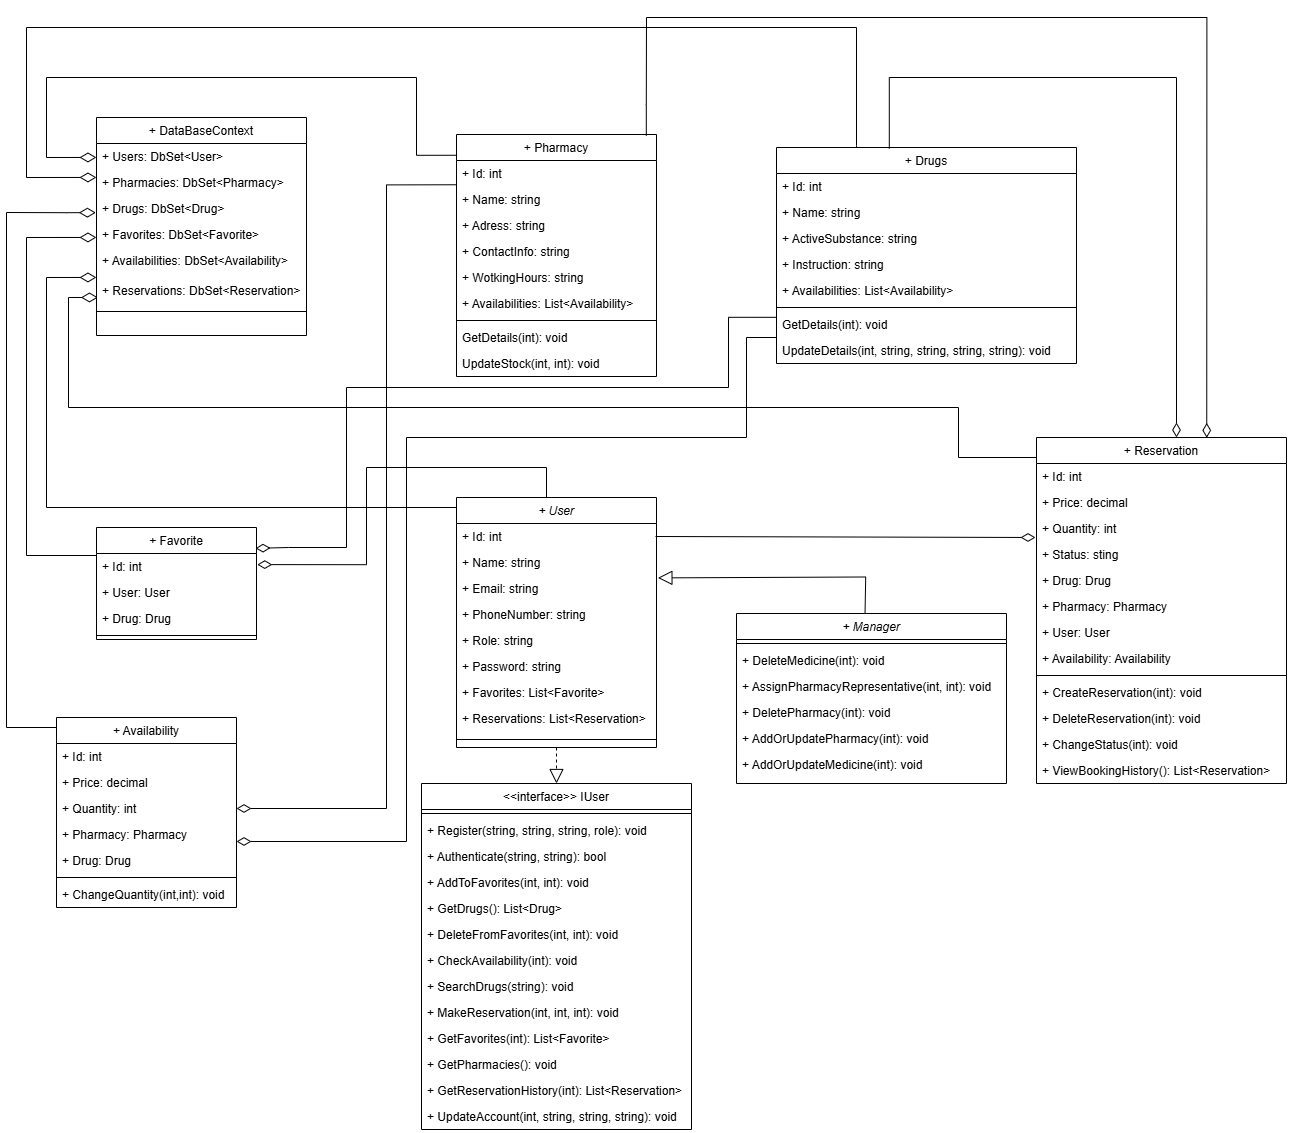 + DataBaseContext
+ Users: DbSet<User>
+ Pharmacies: DbSet<Pharmacy>
+ Drugs: DbSet<Drug>
+ Favorites: DbSet<Favorite>
+ Availabilities: DbSet<Availability>
+ Reservations: DbSet<Reservation>
+ Pharmacy
+ Id: int
+ Name: string
+ Adress: string
+ ContactInfo: string
+ WotkingHours: string
+ Availabilities: List<Availability>
GetDetails(int): void
UpdateStock(int, int): void
+ Drugs
+ Id: int
+ Name: string
+ ActiveSubstance: string
+ Instruction: string
+ Availabilities: List<Availability>
GetDetails(int): void
UpdateDetails(int, string, string, string, string): void
+ Reservation
+ Id: int
+ Price: decimal
+ Quantity: int
+ Status: sting
+ Drug: Drug
+ Pharmacy: Pharmacy
+ User: User
+ Availability: Availability
+ CreateReservation(int): void
+ DeleteReservation(int): void
+ ChangeStatus(int): void
+ ViewBookingHistory(): List<Reservation>
+ Favorite
+ Id: int
+ User: User
+ Drug: Drug
+ User
+ Id: int
+ Name: string
+ Email: string
+ PhoneNumber: string
+ Role: string
+ Password: string
+ Favorites: List<Favorite>
+ Reservations: List<Reservation>
+ Manager
+ DeleteMedicine(int): void
+ AssignPharmacyRepresentative(int, int): void
+ DeletePharmacy(int): void
+ AddOrUpdatePharmacy(int): void
+ AddOrUpdateMedicine(int): void
+ Availability
+ Id: int
+ Price: decimal
+ Quantity: int
+ Pharmacy: Pharmacy
+ Drug: Drug
+ ChangeQuantity(int,int): void
<<interface>> IUser
+ Register(string, string, string, role): void
+ Authenticate(string, string): bool
+ AddToFavorites(int, int): void
+ GetDrugs(): List<Drug>
+ DeleteFromFavorites(int, int): void
+ CheckAvailability(int): void
+ SearchDrugs(string): void
+ MakeReservation(int, int, int): void
+ GetFavorites(int): List<Favorite>
+ GetPharmacies(): void
+ GetReservationHistory(int): List<Reservation>
+ UpdateAccount(int, string, string, string): void